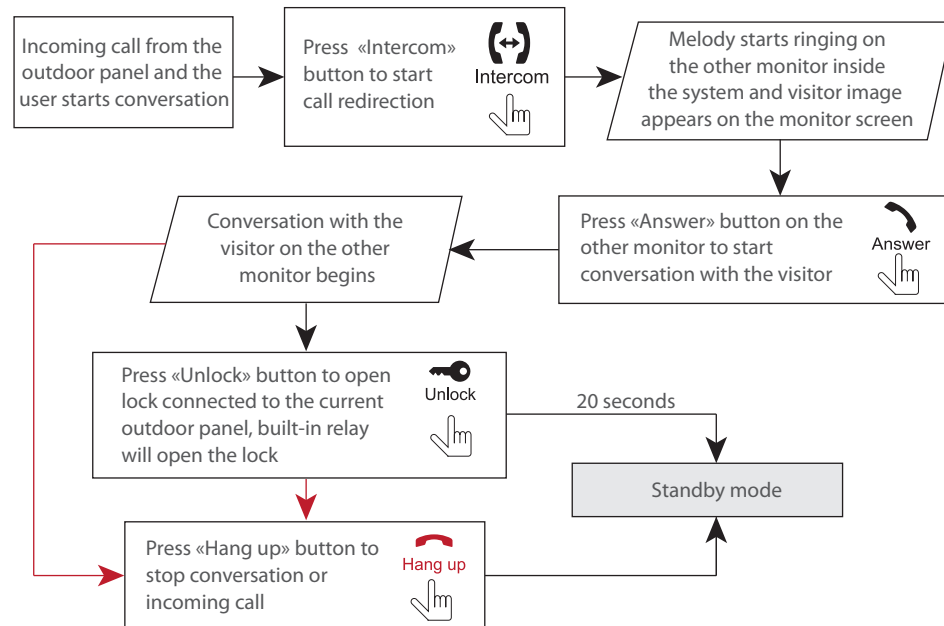 Incoming call from the
outdoor panel and the
user starts conversation
Press «Intercom»
button to start
call redirection
Intercom
Melody starts ringing on
the other monitor inside
the system and visitor image
appears on the monitor screen
Press «Answer» button on the
other monitor to start
conversation with the visitor
Answer
Conversation with the
visitor on the other
monitor begins
Press «Unlock» button to open
lock connected to the current
outdoor panel, built-in relay
will open the lock
Unlock
20 seconds
Standby mode
Press «Hang up» button to
stop conversation or
incoming call
Hang up